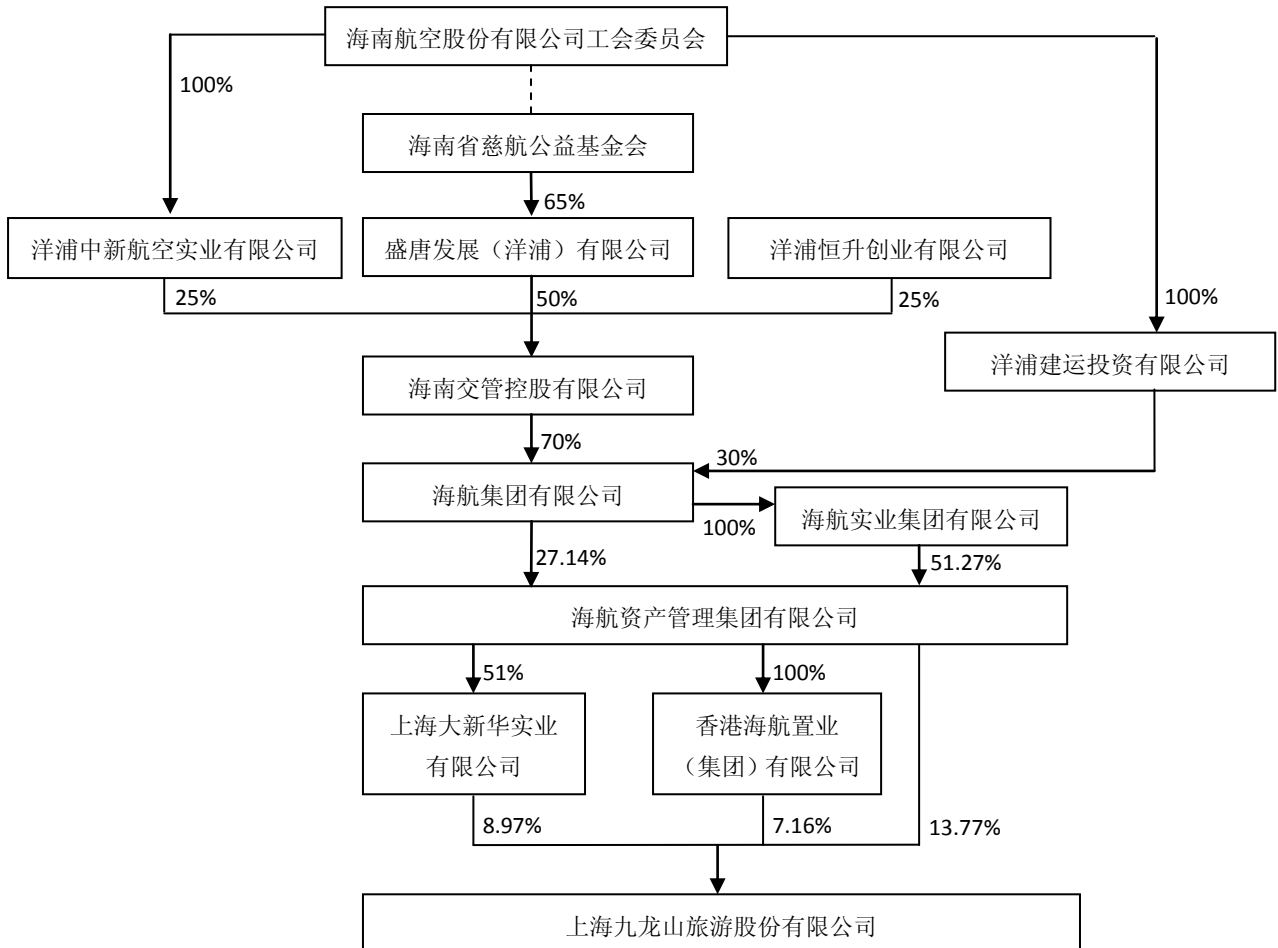 海南航空股份有限公司工会委员会
100%
海南省慈航公益基金会
65%
洋浦中新航空实业有限公司
盛唐发展（洋浦）有限公司
洋浦恒升创业有限公司
25%
50%
25%
100%
洋浦建运投资有限公司
海南交管控股有限公司
70%
30%
海航集团有限公司
100%
海航实业集团有限公司
27.14%
51.27%
海航资产管理集团有限公司
51%
100%
上海大新华实业
有限公司
香港海航置业
（集团）有限公司
8.97%
7.16%
13.77%
上海九龙山旅游股份有限公司